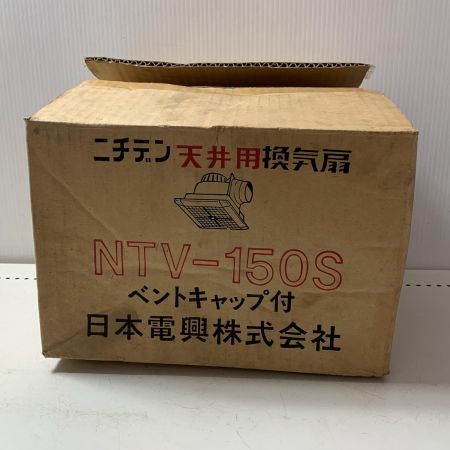 ニチデン天井用換気扇
NTV-150S
ベントキャップ付
日本電興株式会社